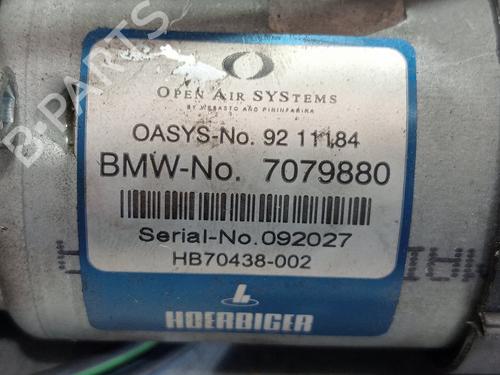 OPEN AIR SYSTEMS
BY WEBASTO AND PININFARINA
OASYS-No. 92 11184
BMW-No. 7079880
Serial-No. 092027
HB70438-002
HOERBIGER
B-PARTS